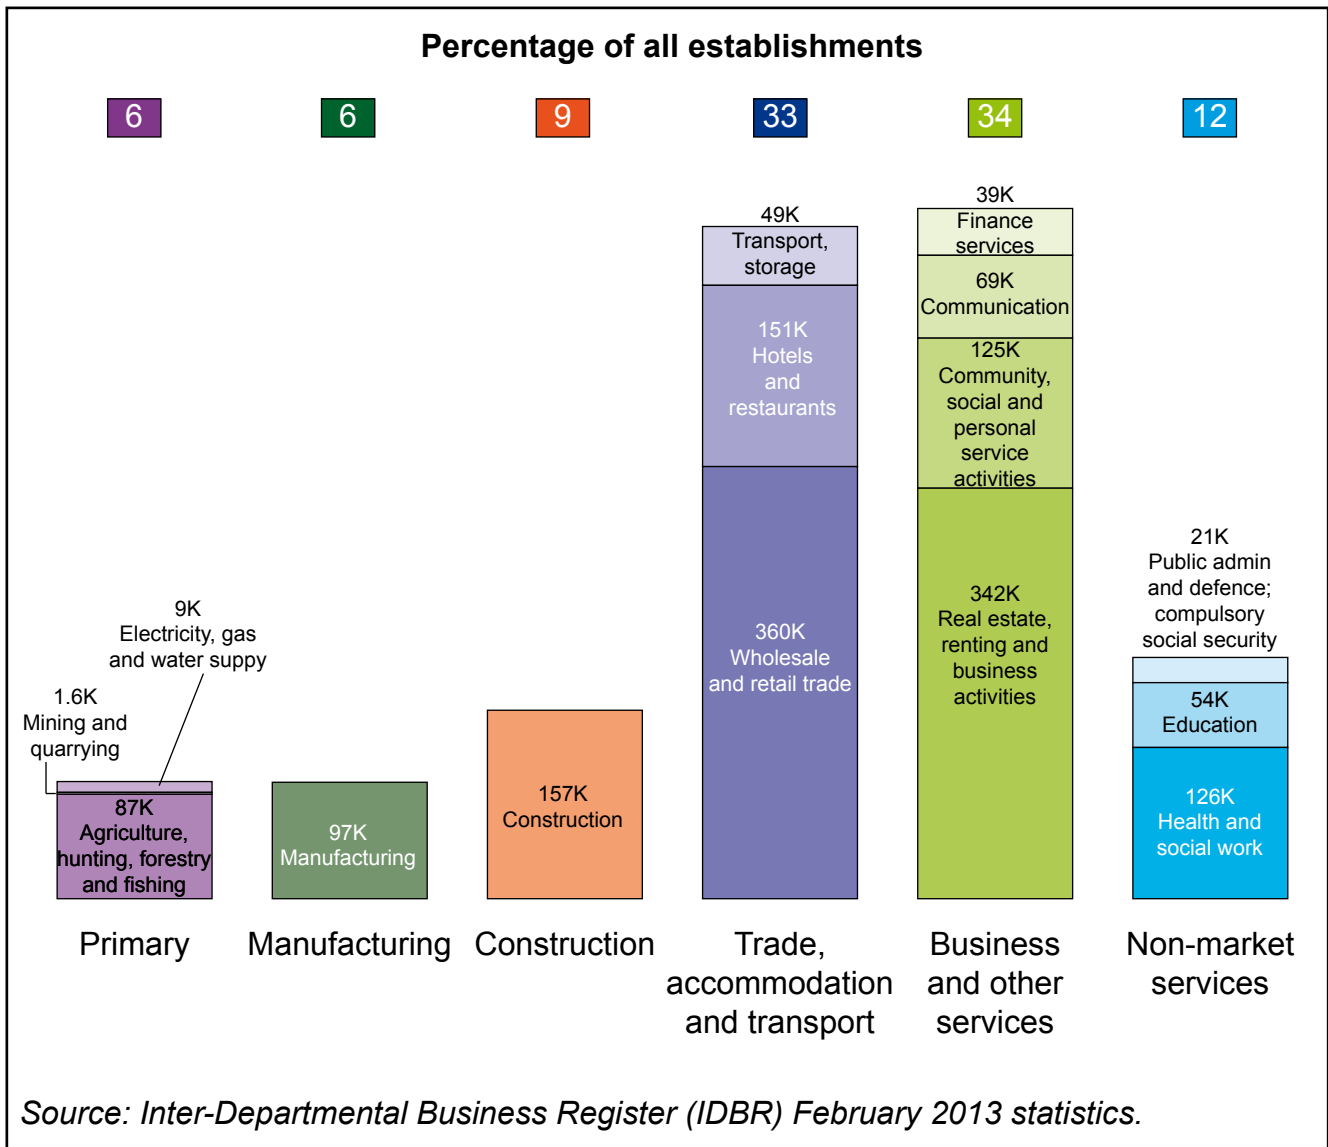 Percentage of all establishments
6
6
9
33
34
12
9K
Electricity, gas
and water suppy
1.6K
Mining and
quarrying
87K
Agriculture,
hunting, forestry
and fishing
97K
Manufacturing
157K
Construction
49K
Transport,
storage
151K
Hotels
and
restaurants
360K
Wholesale
and retail trade
39K
Finance
services
69K
Communication
125K
Community,
social and
personal
service
activities
342K
Real estate,
renting and
business
activities
21K
Public admin
and defence;
compulsory
social security
54K
Education
126K
Health and
social work
Primary
Manufacturing
Construction
Trade,
accommodation
and transport
Business
and other
services
Non-market
services
Source: Inter-Departmental Business Register (IDBR) February 2013 statistics.